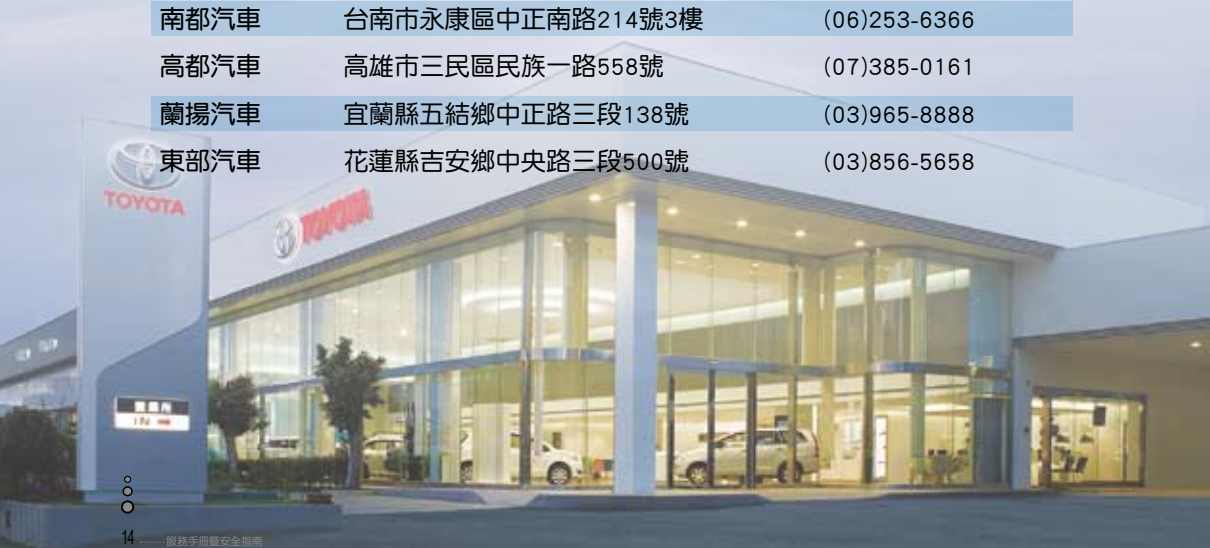 南都汽車 台南市永康區中正南路214號3樓 (06)253-6366
高都汽車 高雄市三民區民族一路558號 (07)385-0161
蘭揚汽車 宜蘭縣五結鄉中正路三段138號 (03)965-8888
東部汽車 花蓮縣吉安鄉中央路三段500號 (03)856-5658
TOYOTA
TOYOTA
IN
14 服務手冊暨安全指南